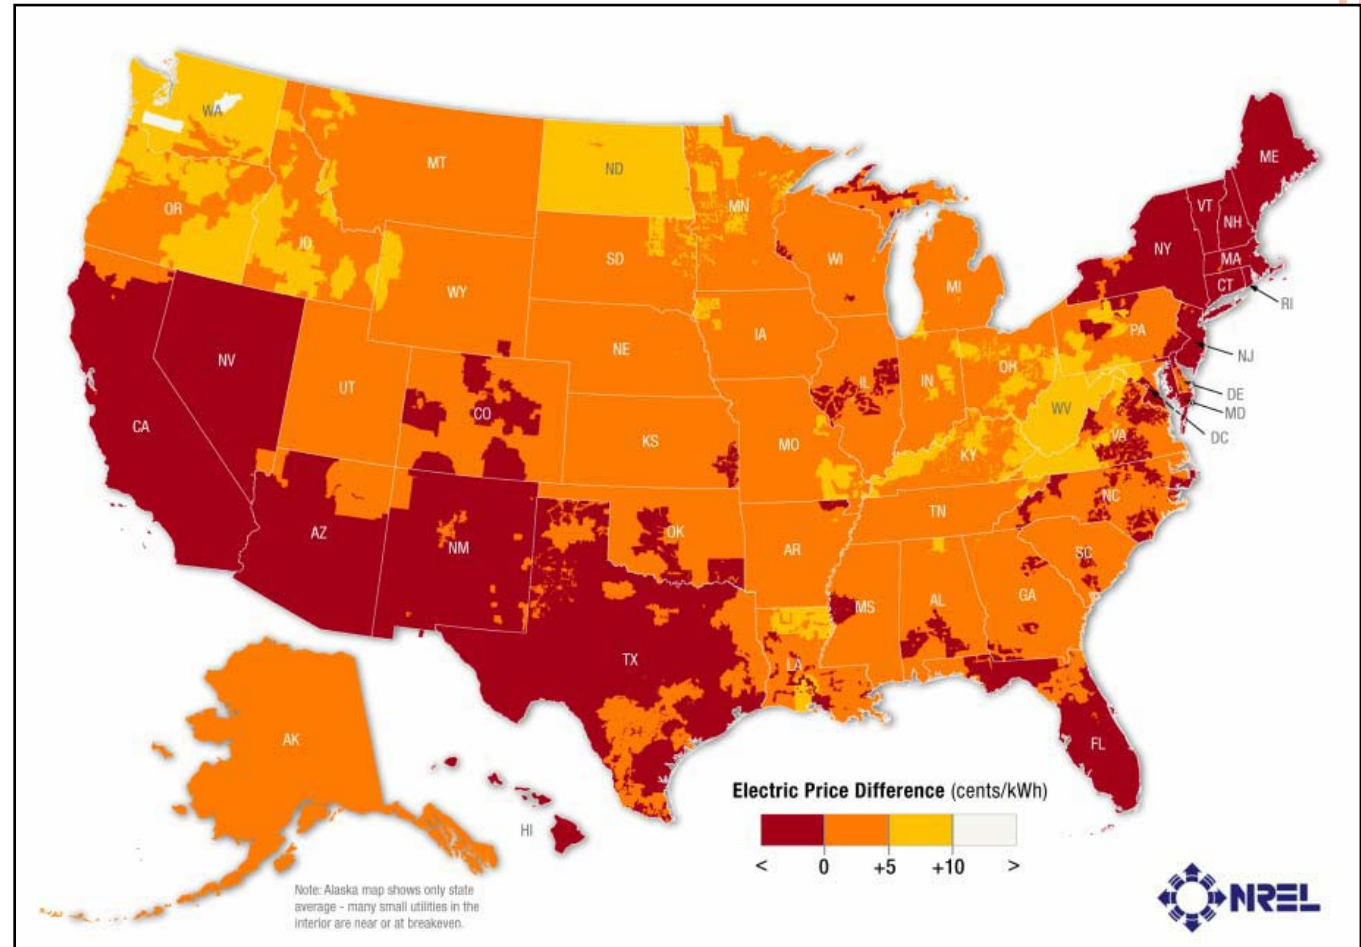 WA
MT
ND
MN
ME
VT
NH
NY
MA
CT
RI
OR
ID
SD
WI
MI
WY
IA
NE
PA
NJ
NV
UT
CO
IL
IN
OH
DE
MD
DC
WV
VA
CA
KS
MO
KY
NC
TN
AZ
NM
OK
AR
SC
MS
AL
GA
TX
LA
FL
AK
HI
Electric Price Difference (cents/kWh)
< 0 +5 +10 >
Note: Alaska map shows only state
average - many small utilities in the
interior are near or at breakeven.
NREL